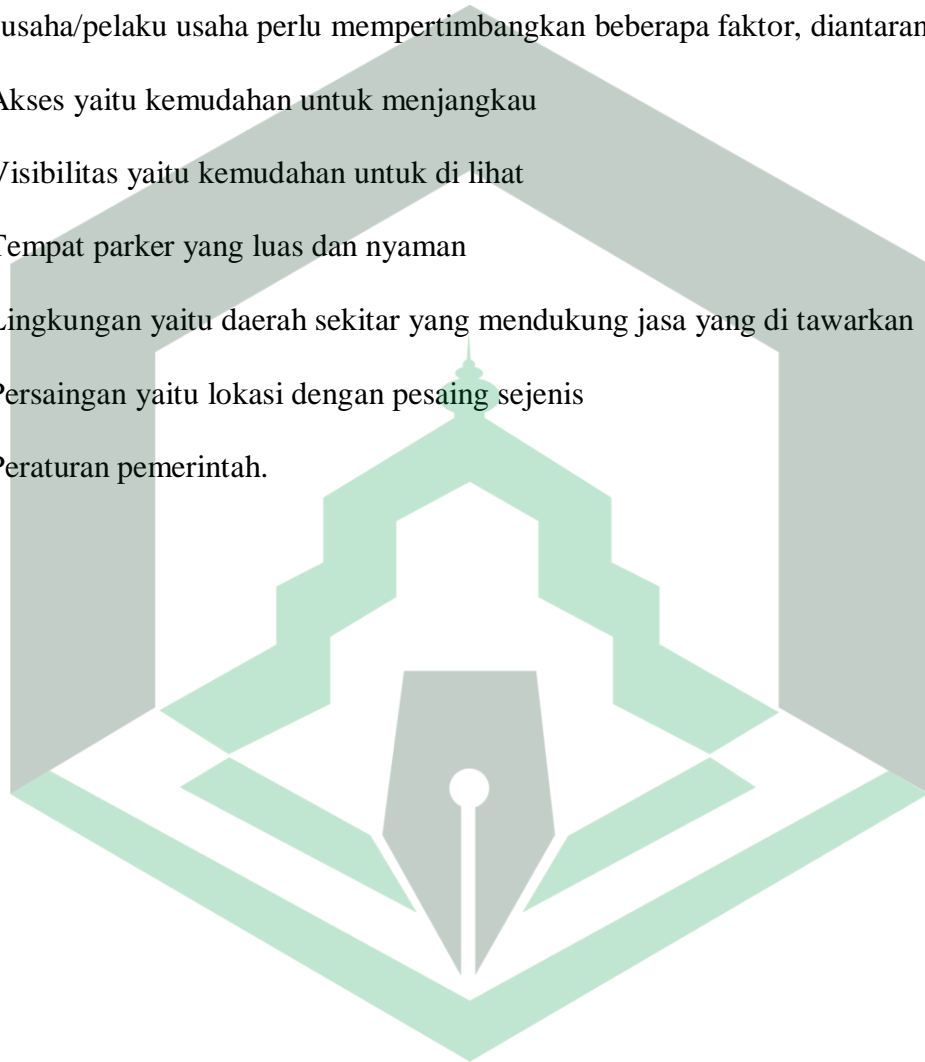 usaha/pelaku usaha perlu mempertimbangkan beberapa faktor,
Akses yaitu kemudahan untuk menjangkau
Visibilitas yaitu kemudahan untuk di lihat
Tempat parker yang luas dan nyaman
Lingkungan yaitu daerah sekitar yang mendukung jasa yang di tawarkan
Persaingan yaitu lokasi dengan pesaing sejenis
Peraturan pemerintah.